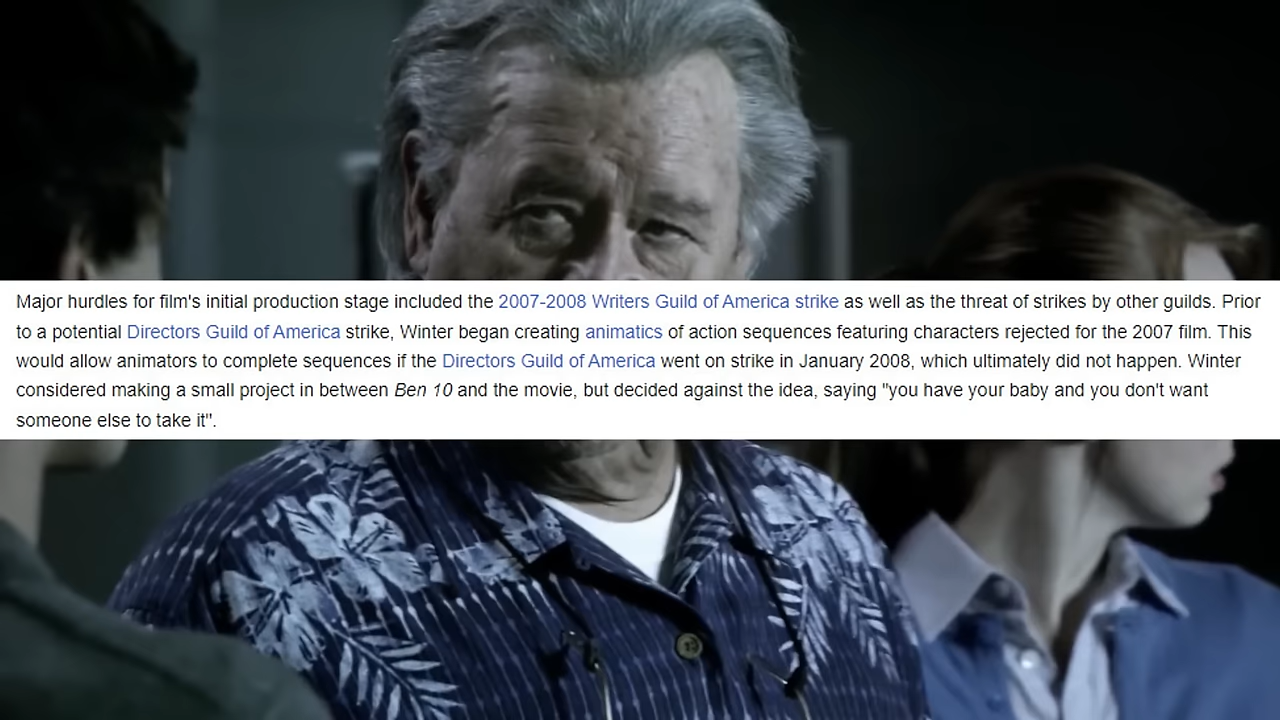 Major hurdles for film's initial production stage included the 2007-2008 Writers Guild of America strike as well as the threat of strikes by other guilds. Prior
to a potential Directors Guild of America strike, Winter began creating animatics of action sequences featuring characters rejected for the 2007 film. This
would allow animators to complete sequences if the Directors Guild of America went on strike in January 2008, which ultimately did not happen. Winter
considered making a small project in between Ben 10 and the movie, but decided against the idea, saying "you have your baby and you don't want
someone else to take it".